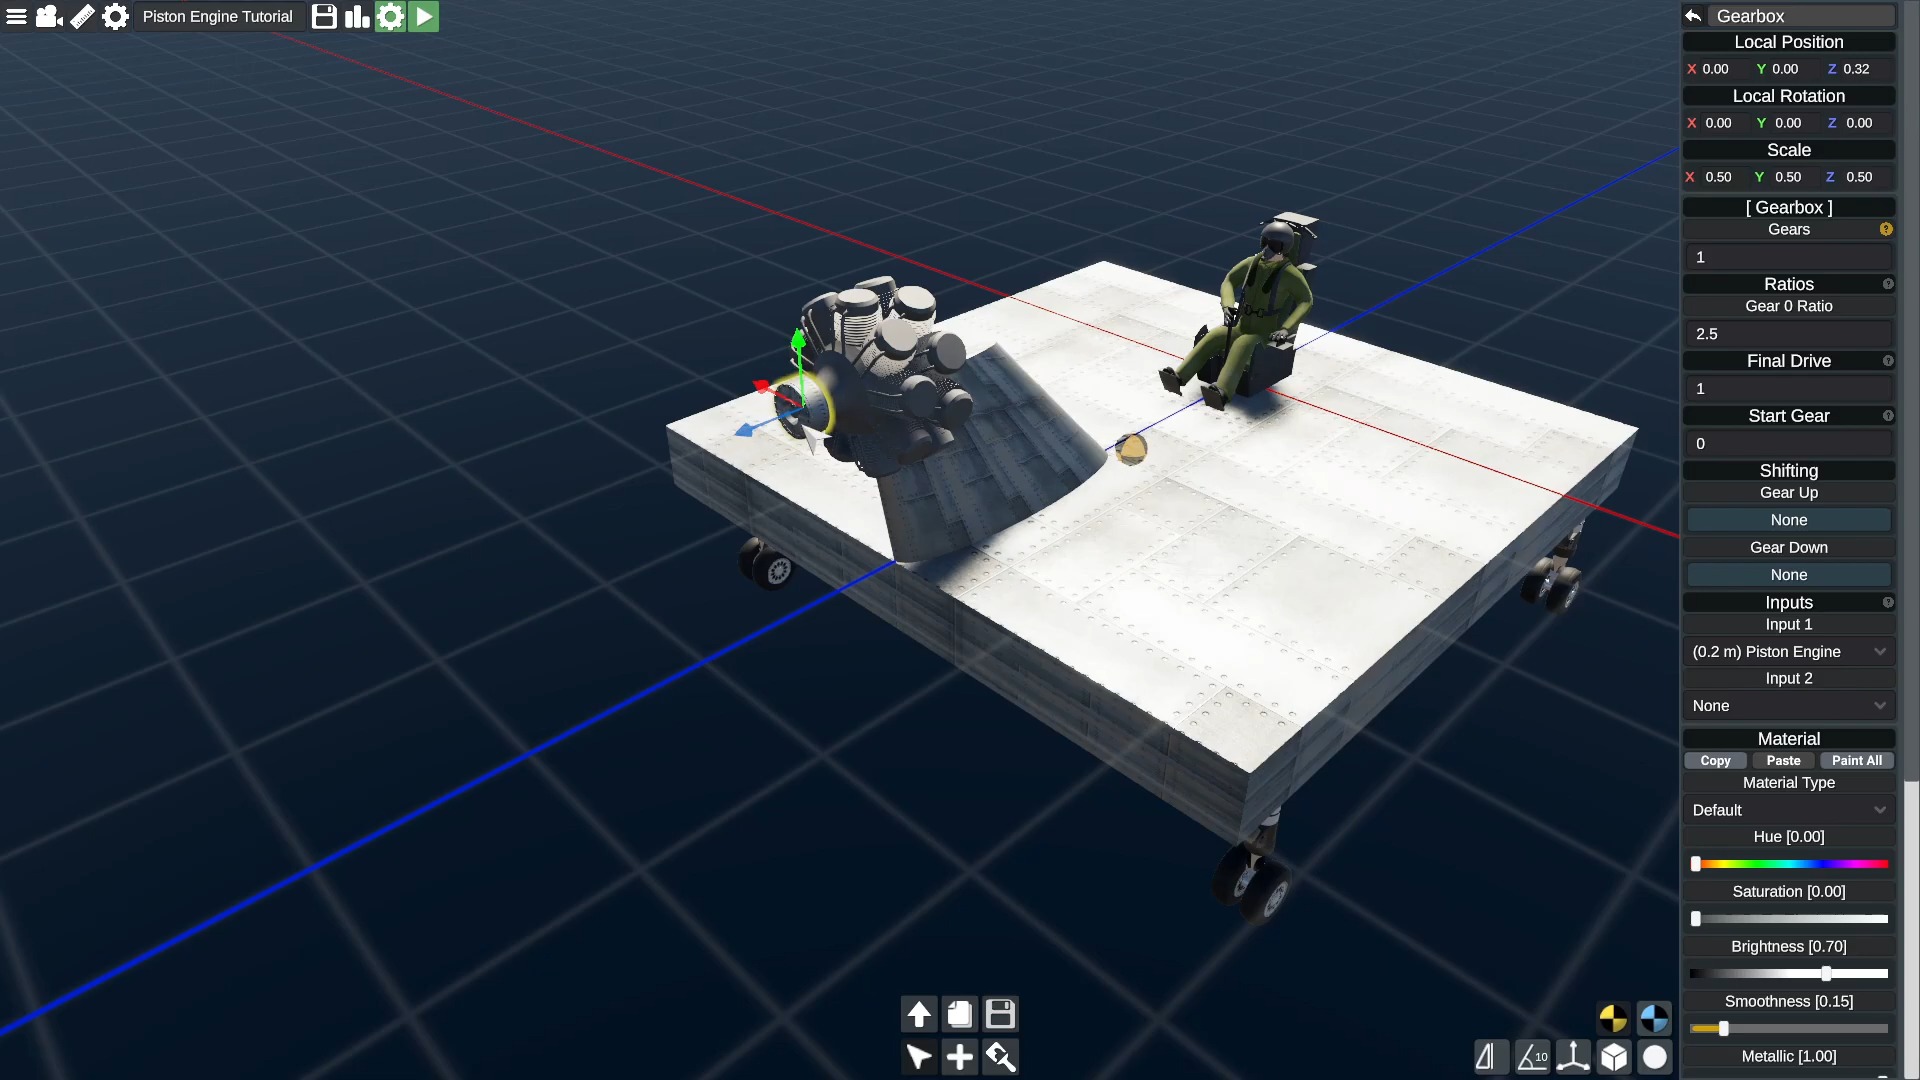 Piston Engine Tutorial
Gearbox
Local Position
X 0.00 Y 0.00 Z 0.32
Local Rotation
X 0.00 Y 0.00 Z 0.00
Scale
X 0.50 Y 0.50 Z 0.50
[ Gearbox ]
Gears
?
1
Ratios
?
Gear 0 Ratio
2.5
Final Drive
?
1
Start Gear
?
0
Shifting
Gear Up
None
Gear Down
None
Inputs
?
Input 1
(0.2 m) Piston Engine
Input 2
None
Material
Copy Paste Paint All
Material Type
Default
Hue [0.00]
Saturation [0.00]
Brightness [0.70]
Smoothness [0.15]
Metallic [1.00]
10